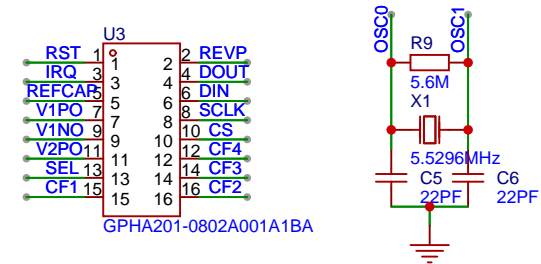 U3
RST 1 1 2 2 REVP
IRQ 3 3 4 4 DOUT
REFCAP 5 5 6 6 DIN
V1PO 7 7 8 8 SCLK
V1NO 9 9 10 10 CS
V2PO 11 11 12 12 CF4
SEL 13 13 14 14 CF3
CF1 15 15 16 16 CF2
GPHA201-0802A001A1BA
OSC0
OSC1
R9
5.6M
X1
5.5296MHz
C5
22PF
C6
22PF